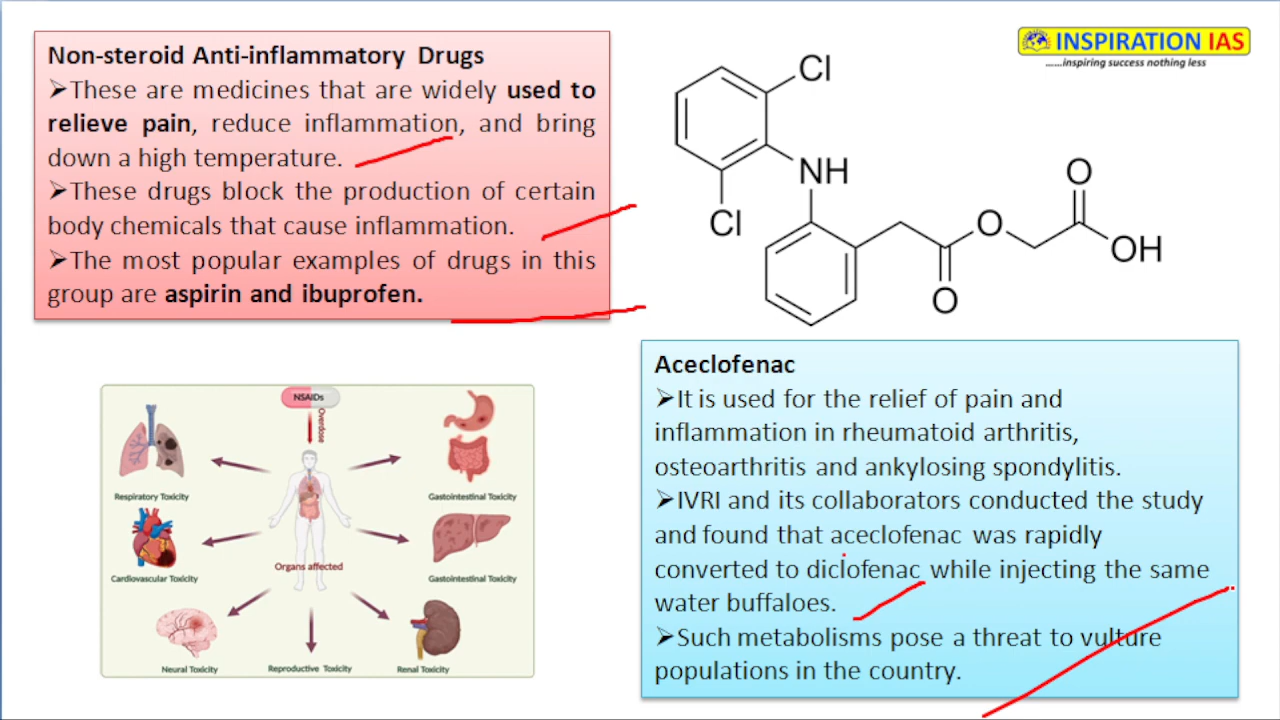 Non-steroid Anti-inflammatory Drugs
➤These are medicines that are widely used to
relieve pain, reduce inflammation, and bring
down a high temperature.
➤These drugs block the production of certain
body chemicals that cause inflammation.
➤The most popular examples of drugs in this
group are aspirin and ibuprofen.
INSPIRATION IAS
......inspiring success nothing less
Cl
NH
Cl
O
O
OH
O
NSAIDs
Overdose
Respiratory Toxicity
Gastointestinal Toxicity
Cardiovascular Toxicity
Organs affected
Gastointestinal Toxicity
Neural Toxicity
Reproductive Toxicity
Renal Toxicity
Aceclofenac
➤It is used for the relief of pain and
inflammation in rheumatoid arthritis,
osteoarthritis and ankylosing spondylitis.
➤IVRI and its collaborators conducted the study
and found that aceclofenac was rapidly
converted to diclofenac while injecting the same
water buffaloes.
➤Such metabolisms pose a threat to vulture
populations in the country.